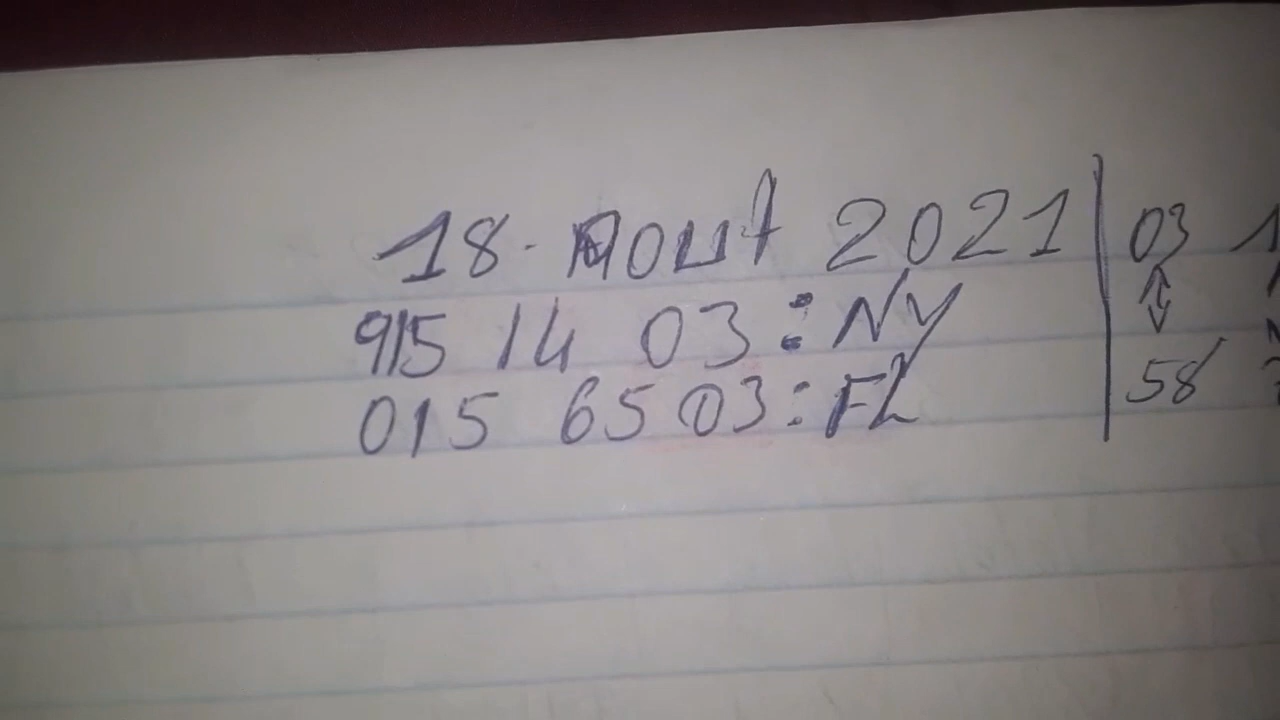 18. Aout 2021
915 14 03 : NY
015 65 03 : FL
03
58